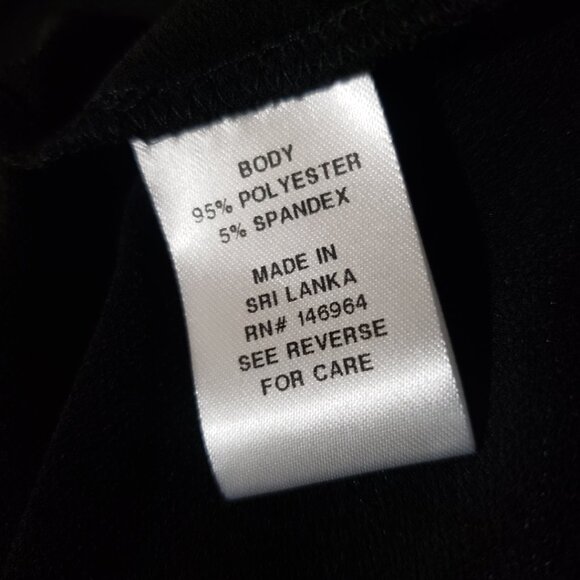 BODY
95% POLYESTER
5% SPANDEX
MADE IN
SRI LANKA
RN# 146964
SEE REVERSE
FOR CARE